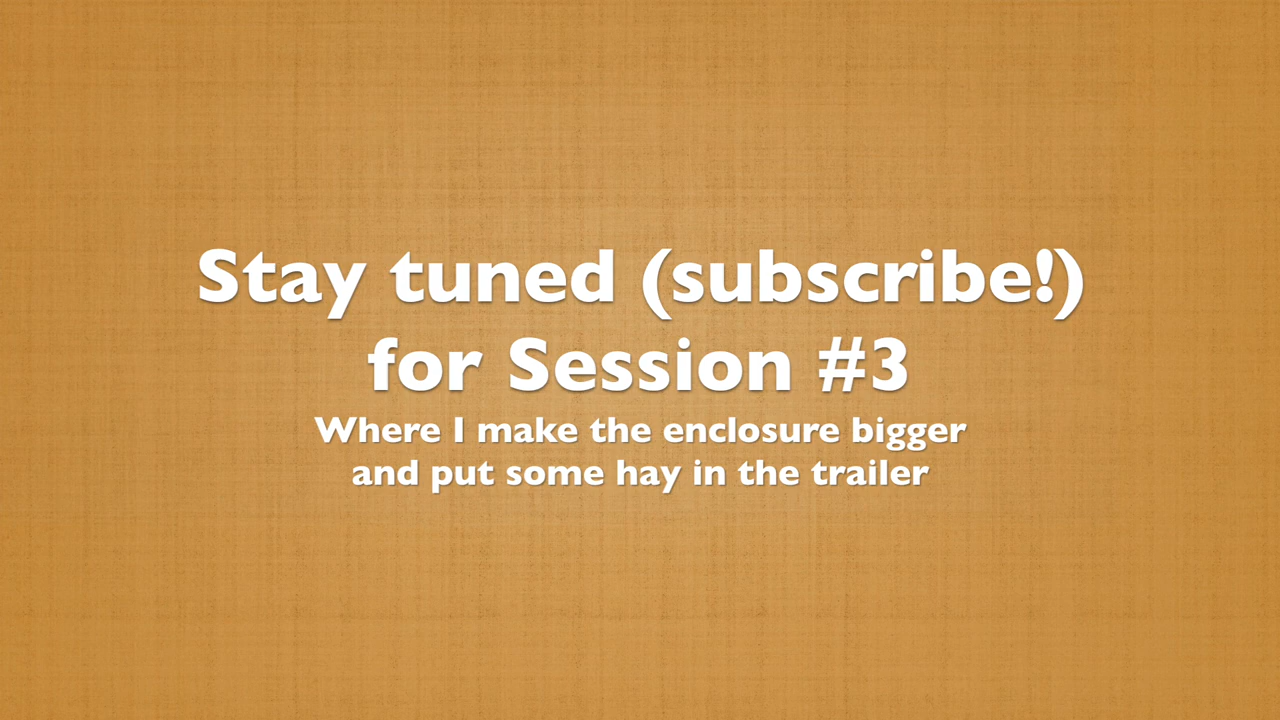 Stay tuned (subscribe!)
for Session #3
Where I make the enclosure bigger
and put some hay in the trailer